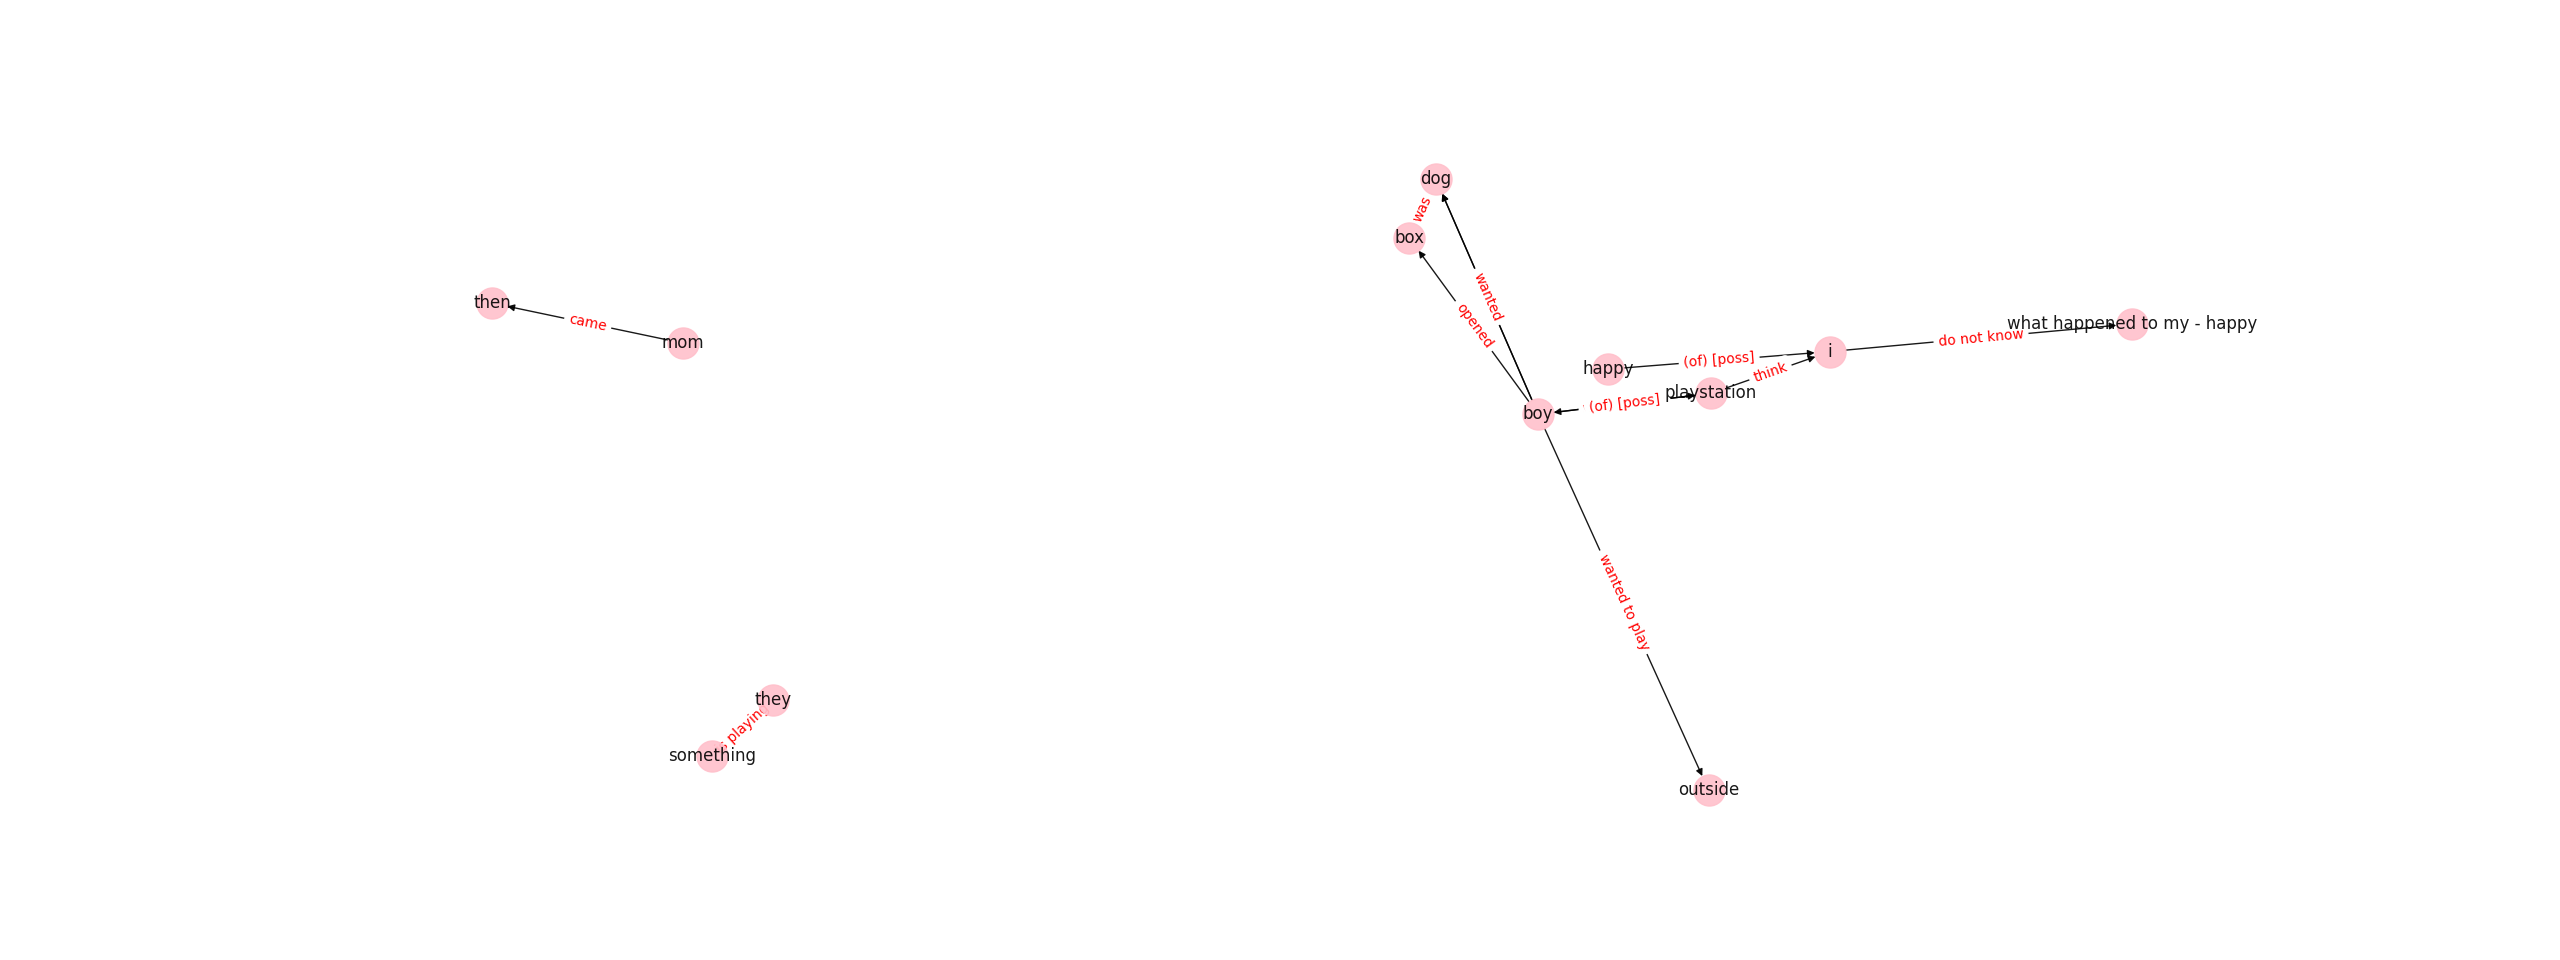 dog
was
box
wanted
then
came
opened
what happened to my - happy
mom
do not know
i
(of) [poss]
happy
think
playstation
(of) [poss]
boy
wanted to play
they
playing
something
outside